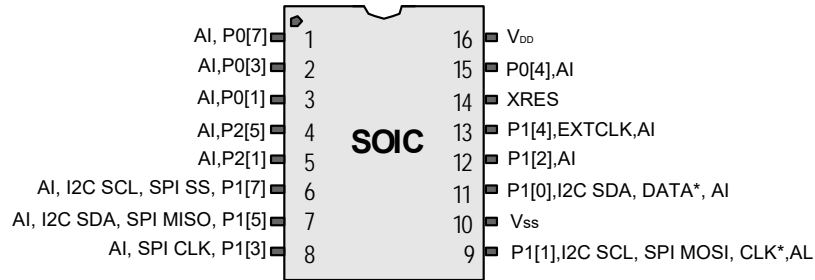 AI, P0[7] 1 16 VDD
AI,P0[3] 2 15 P0[4],AI
AI,P0[1] 3 14 XRES
AI,P2[5] 4 SOIC 13 P1[4],EXTCLK,AI
AI,P2[1] 5 12 P1[2],AI
AI, I2C SCL, SPI SS, P1[7] 6 11 P1[0],I2C SDA, DATA*, AI
AI, I2C SDA, SPI MISO, P1[5] 7 10 Vss
AI, SPI CLK, P1[3] 8 9 P1[1],I2C SCL, SPI MOSI, CLK*,AL